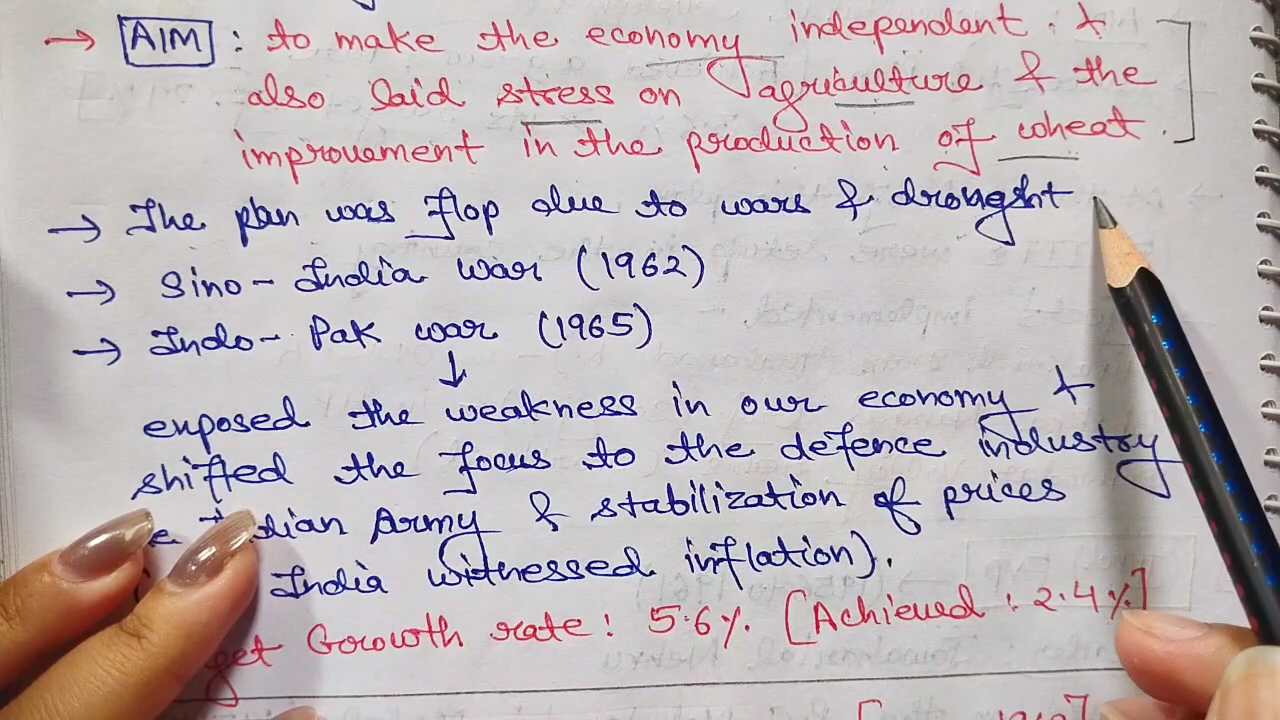 → AIM : to make the economy independent. &
also laid stress on agriculture & the
improvement in the production of wheat.
→ The plan was flop due to wars & drought
→ Sino-India war (1962)
→ Indo-Pak war (1965)
↓
exposed the weakness in our economy &
shifted the focus to the defence industry
Army & stabilization of prices
India witnessed inflation).
Growth rate: 5.6%. [Achieved : 2.4%]